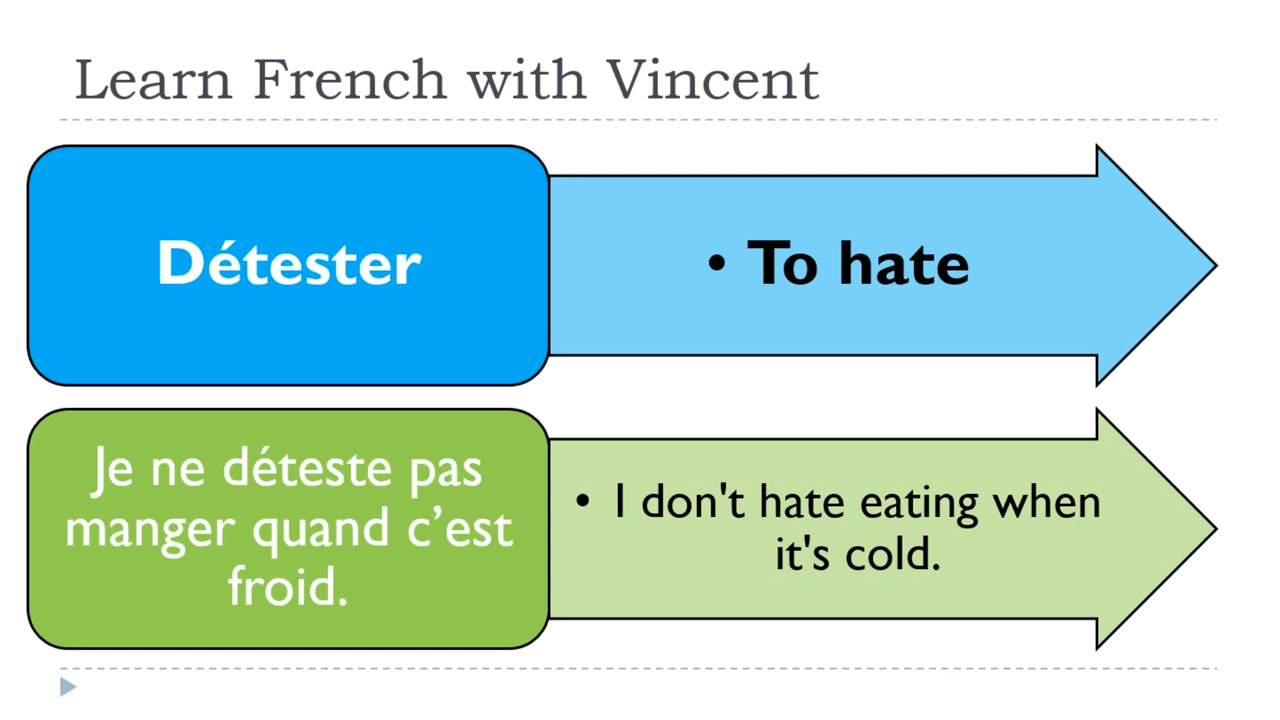 Learn French with Vincent
Détester
• To hate
Je ne déteste pas
manger quand c’est
froid.
• I don't hate eating when
it's cold.